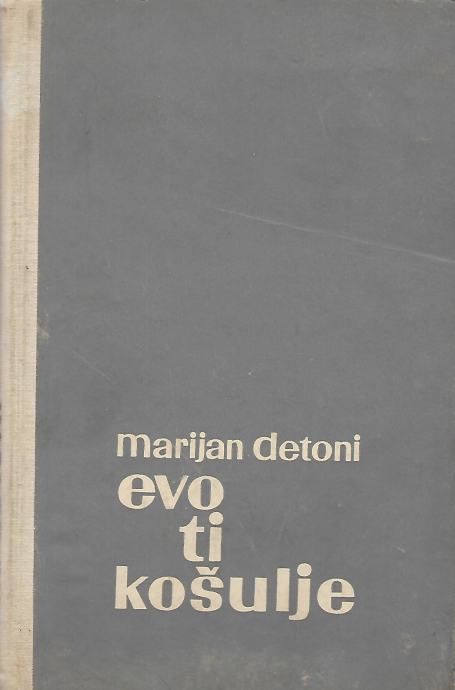 marijan detoni
evo
ti
košulje